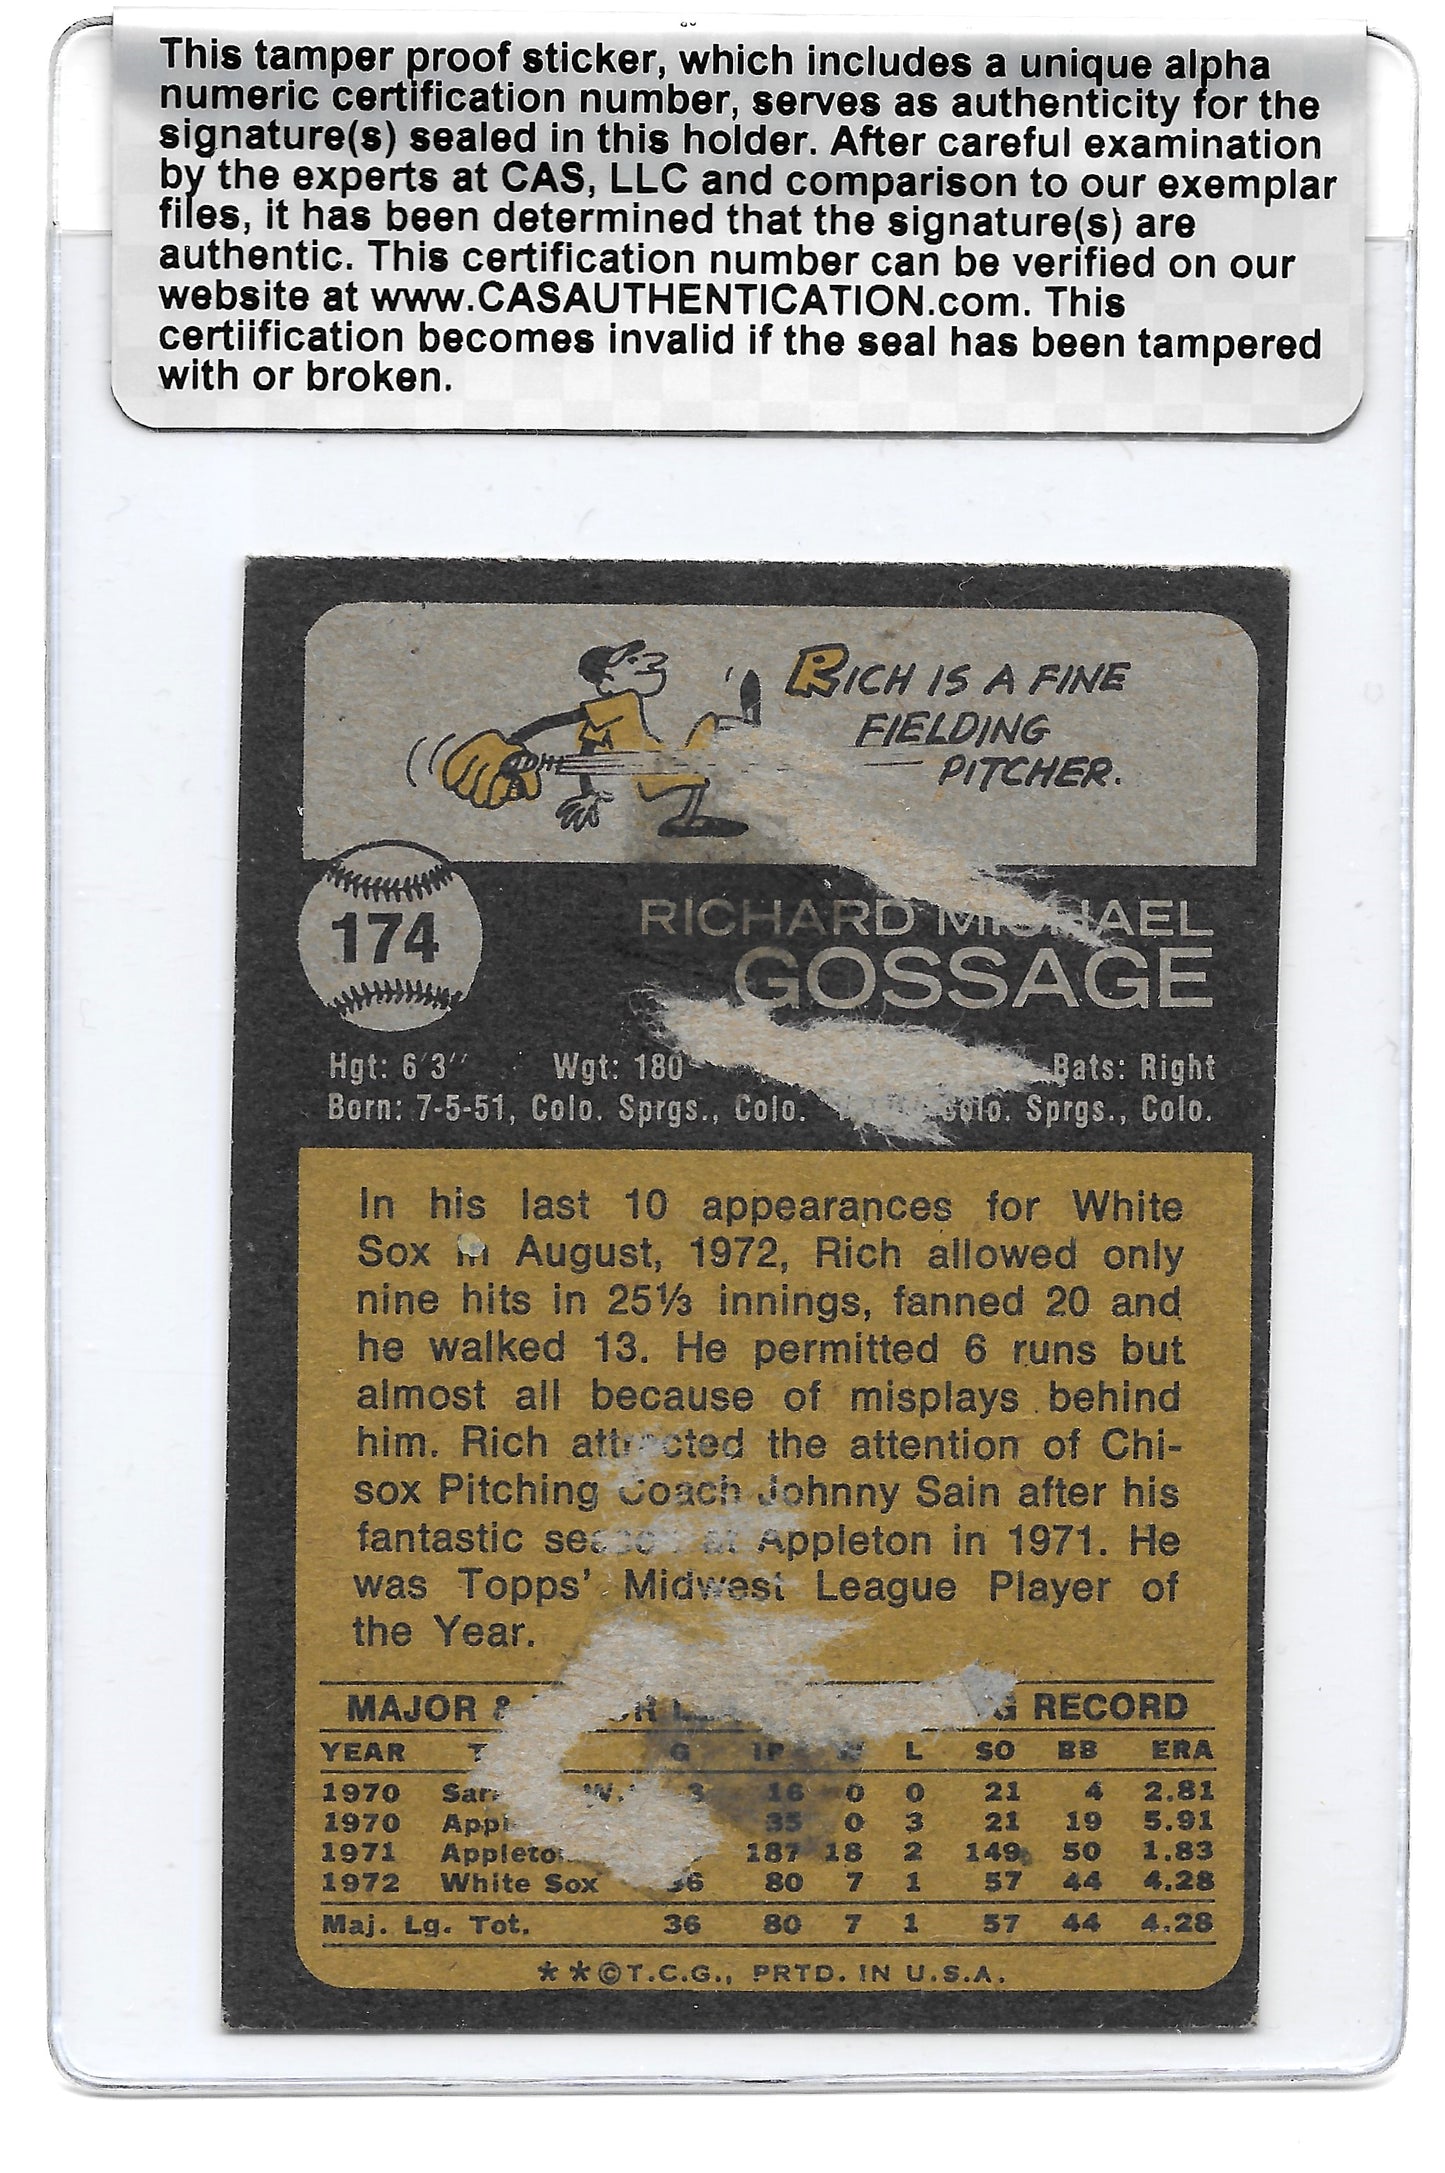 This tamper proof sticker, which includes a unique alpha
numeric certification number, serves as authenticity for the
signature(s) sealed in this holder. After careful examination
by the experts at CAS, LLC and comparison to our exemplar
files, it has been determined that the signature(s) are
authentic. This certification number can be verified on our
website at www.CASAUTHENTICATION.com. This
certiification becomes invalid if the seal has been tampered
with or broken.
RICH IS A FINE
FIELDING
PITCHER.
174
RICHARD
GOSSAGE
Hgt: 6'3" Wgt: 180 Bats: Right
Born: 7-5-51, Colo. Sprgs., Colo. Sprgs., Colo.
In his last 10 appearances for White
Sox in August, 1972, Rich allowed only
nine hits in 25⅓ innings, fanned 20 and
he walked 13. He permitted 6 runs but
almost all because of misplays behind
him. Rich attracted the attention of Chi-
sox Pitching Coach Johnny Sain after his
fantastic at Appleton in 1971. He
was Topps' Midwest League Player of
the Year.
MAJOR & RECORD
YEAR G IP W L SO BB ERA
1970 3 16 0 0 21 4 2.81
1970 35 0 3 21 19 5.91
1971 Appleton 187 18 2 149 50 1.83
1972 White Sox 36 80 7 1 57 44 4.28
Maj. Lg. Tot. 36 80 7 1 57 44 4.28
**©T.C.G., PRTD. IN U.S.A.